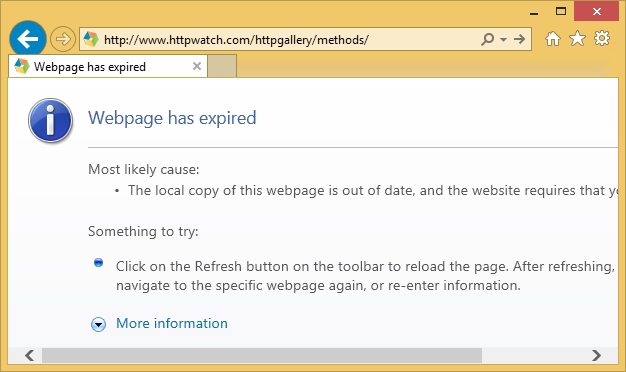 http://www.httpwatch.com/httpgallery/methods/
Webpage has expired
Webpage has expired
Most likely cause:
• The local copy of this webpage is out of date, and the website requires that
Something to try:
Click on the Refresh button on the toolbar to reload the page. After refreshing,
navigate to the specific webpage again, or re-enter information.
More information